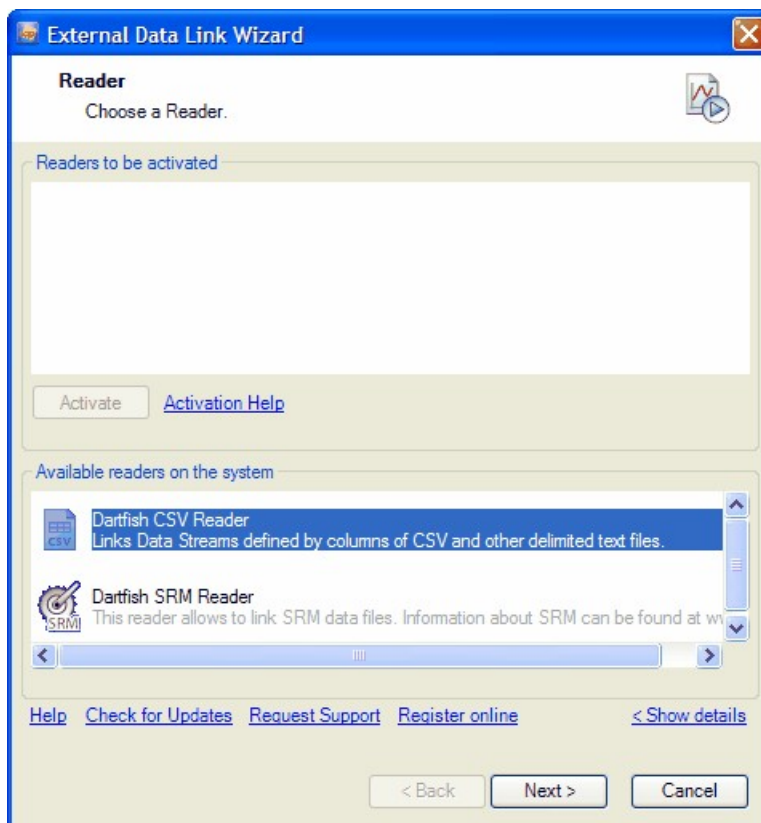 External Data Link Wizard
Reader
Choose a Reader.
Readers to be activated
Activate
Activation Help
Available readers on the system
CSV
Dartfish CSV Reader
Links Data Streams defined by columns of CSV and other delimited text files.
SRM
Dartfish SRM Reader
This reader allows to link SRM data files. Information about SRM can be found at
Help Check for Updates Request Support Register online < Show details
< Back Next > Cancel